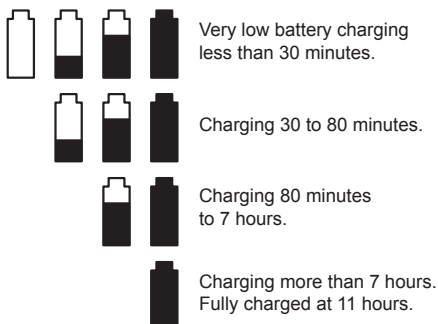 Very low battery charging
less than 30 minutes.
Charging 30 to 80 minutes.
Charging 80 minutes
to 7 hours.
Charging more than 7 hours.
Fully charged at 11 hours.